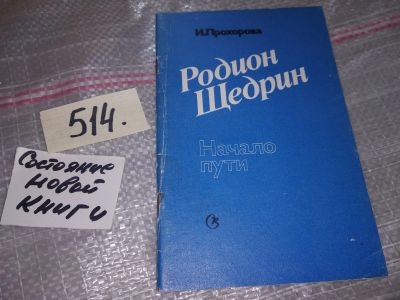 И.Прохорова
Родион
Щедрин
Начало
пути
514.
Состояние
новой
книги